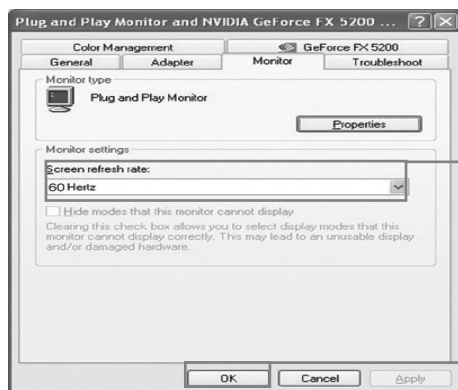 Plug and Play Monitor and NVIDIA GeForce FX 5200 ...
Color Management
GeForce FX 5200
General
Adapter
Monitor
Troubleshoot
Monitor type
Plug and Play Monitor
Properties
Monitor settings
Screen refresh rate:
60 Hertz
Hide modes that this monitor cannot display
Clearing this check box allows you to select display modes that this
monitor cannot display correctly. This may lead to an unusable display
and/or damaged hardware.
OK
Cancel
Apply